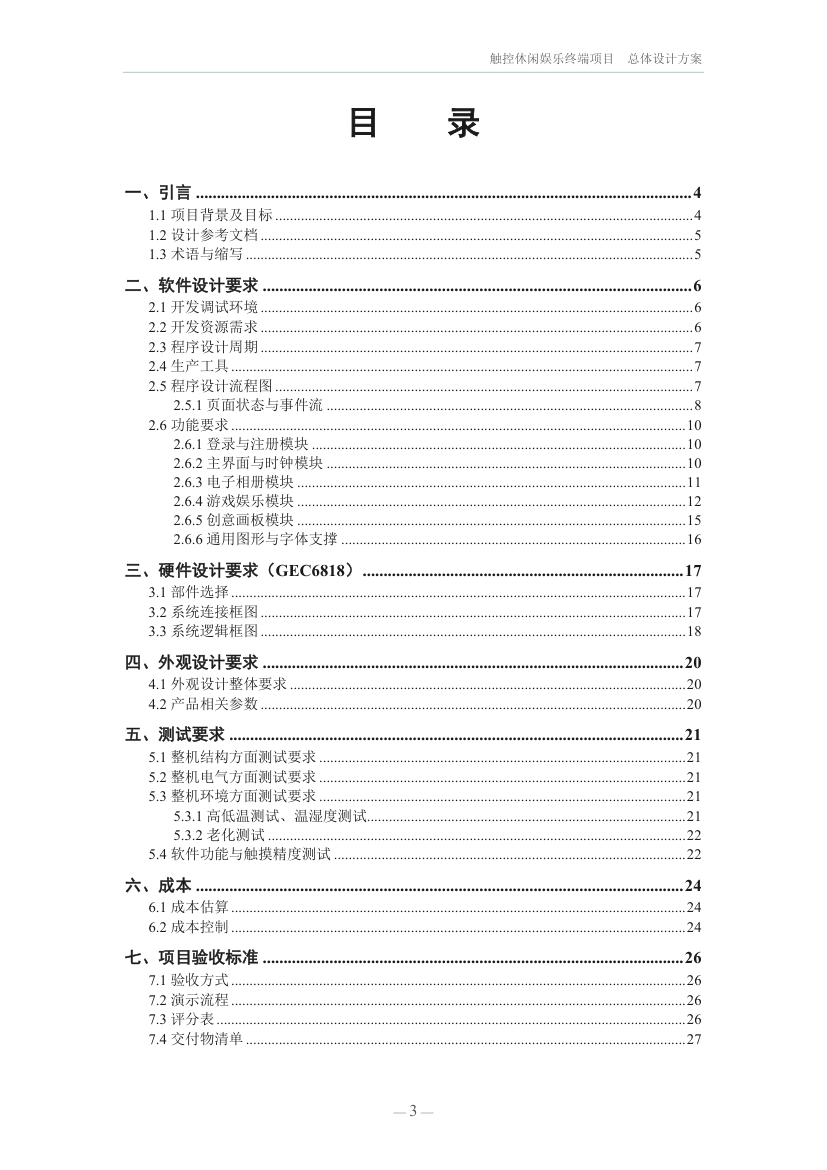 触控休闲娱乐终端项目 总体设计方案
目 录
一、引言 4
1.1 项目背景及目标 4
1.2 设计参考文档 5
1.3 术语与缩写 5
二、软件设计要求 6
2.1 开发调试环境 6
2.2 开发资源需求 6
2.3 程序设计周期 7
2.4 生产工具 7
2.5 程序设计流程图 7
2.5.1 页面状态与事件流 8
2.6 功能要求 10
2.6.1 登录与注册模块 10
2.6.2 主界面与时钟模块 10
2.6.3 电子相册模块 11
2.6.4 游戏娱乐模块 12
2.6.5 创意画板模块 15
2.6.6 通用图形与字体支撑 16
三、硬件设计要求（GEC6818） 17
3.1 部件选择 17
3.2 系统连接框图 17
3.3 系统逻辑框图 18
四、外观设计要求 20
4.1 外观设计整体要求 20
4.2 产品相关参数 20
五、测试要求 21
5.1 整机结构方面测试要求 21
5.2 整机电气方面测试要求 21
5.3 整机环境方面测试要求 21
5.3.1 高低温测试、温湿度测试 21
5.3.2 老化测试 22
5.4 软件功能与触摸精度测试 22
六、成本 24
6.1 成本估算 24
6.2 成本控制 24
七、项目验收标准 26
7.1 验收方式 26
7.2 演示流程 26
7.3 评分表 26
7.4 交付物清单 27
— 3 —